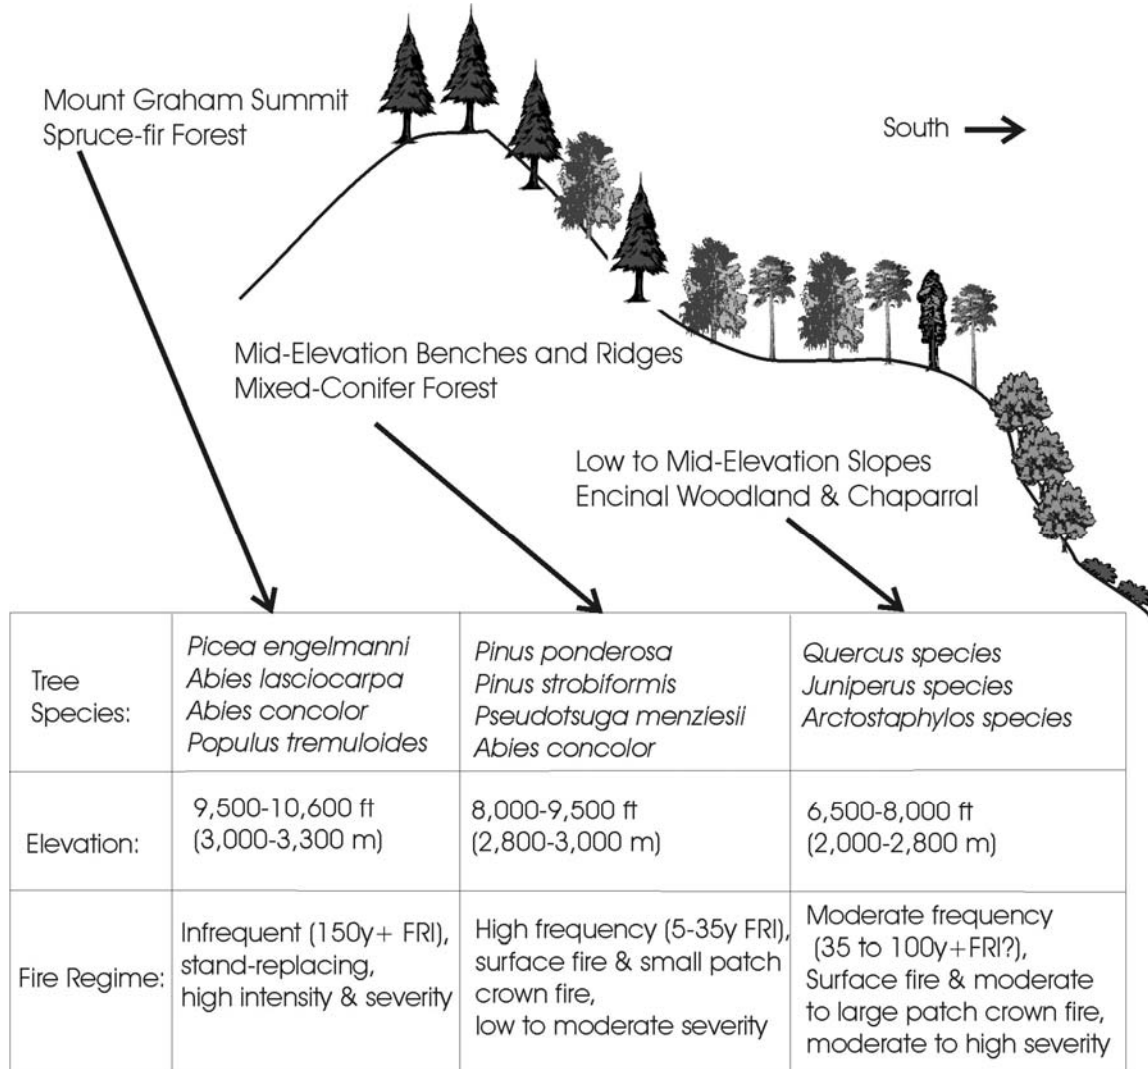 Mount Graham Summit
Spruce-fir Forest
South
Mid-Elevation Benches and Ridges
Mixed-Conifer Forest
Low to Mid-Elevation Slopes
Encinal Woodland & Chaparral
Tree
Species:
Picea engelmanni
Abies lasciocarpa
Abies concolor
Populus tremuloides
Pinus ponderosa
Pinus strobiformis
Pseudotsuga menziesii
Abies concolor
Quercus species
Juniperus species
Arctostaphylos species
Elevation:
9,500-10,600 ft
(3,000-3,300 m)
8,000-9,500 ft
(2,800-3,000 m)
6,500-8,000 ft
(2,000-2,800 m)
Fire Regime:
Infrequent (150y+ FRI),
stand-replacing,
high intensity & severity
High frequency (5-35y FRI),
surface fire & small patch
crown fire,
low to moderate severity
Moderate frequency
(35 to 100y+FRI?),
Surface fire & moderate
to large patch crown fire,
moderate to high severity